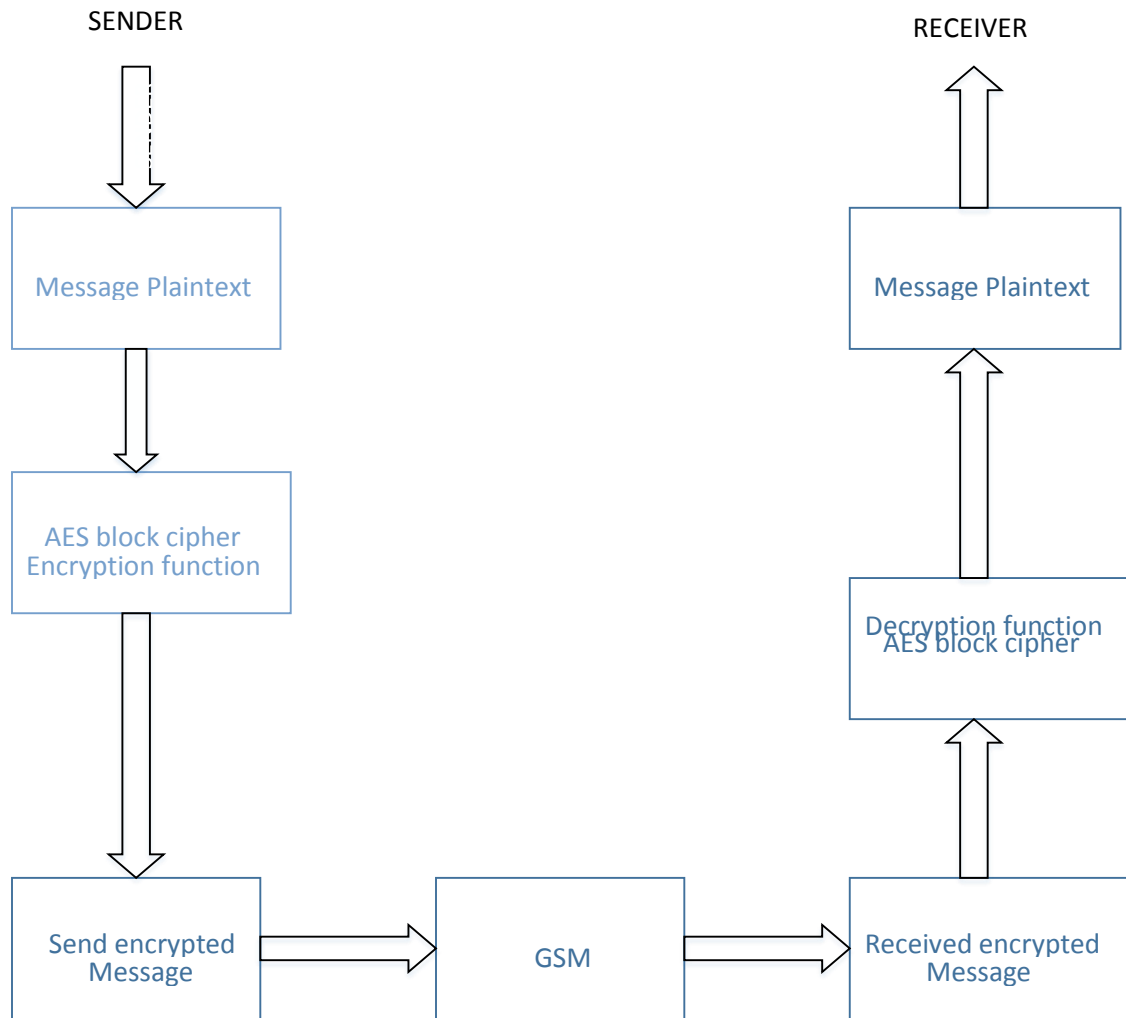 SENDER
RECEIVER
Message Plaintext
Message Plaintext
AES block cipher
Encryption function
Decryption function
AES block cipher
Send encrypted
Message
GSM
Received encrypted
Message